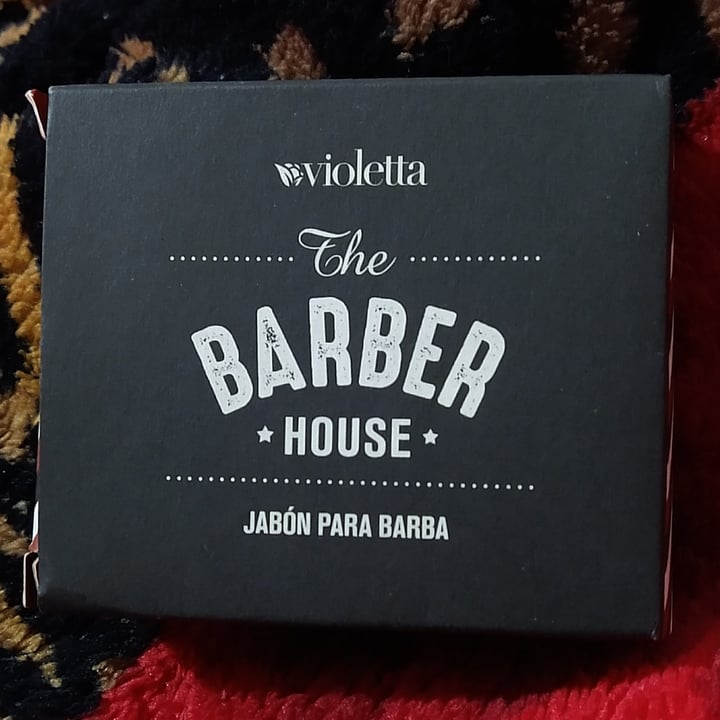 violetta
The
BARBER
HOUSE
JABÓN PARA BARBA